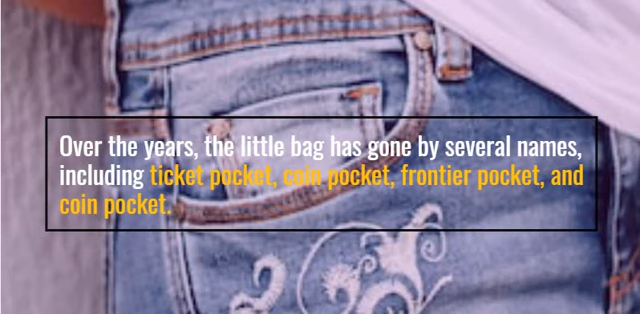 Over the years, the little bag has gone by several names,
including ticket pocket, coin pocket, frontier pocket, and
coin pocket.